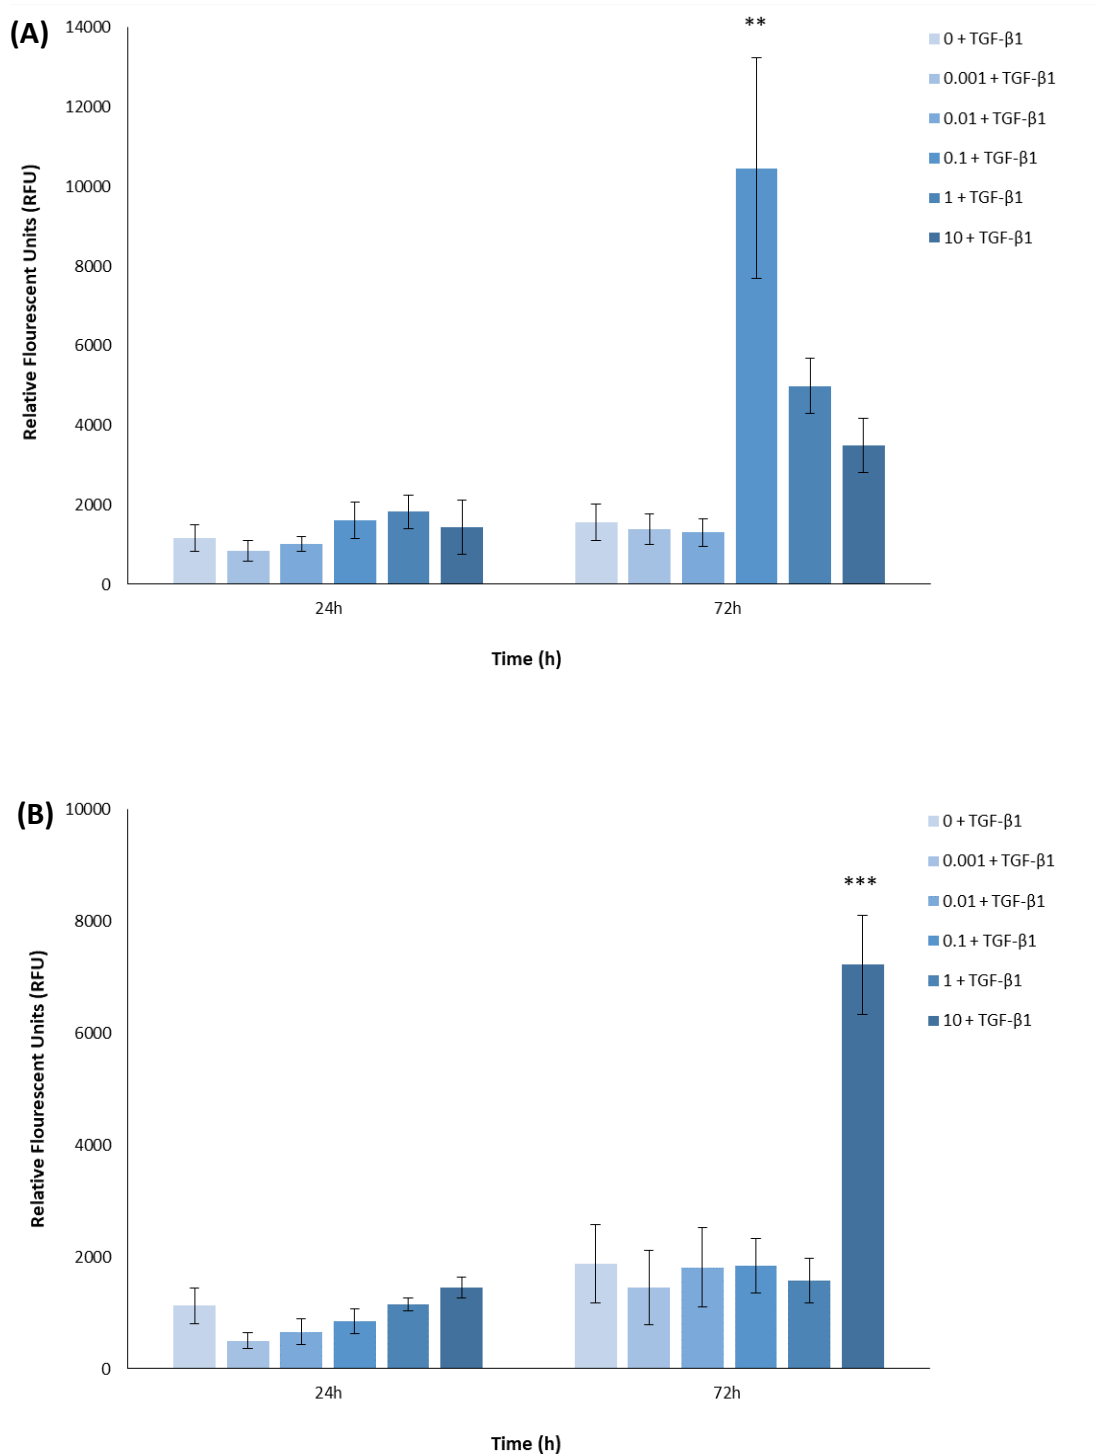 (A)
Relative Flourescent Units (RFU)
14000
12000
10000
8000
6000
4000
2000
0
**
24h
72h
Time (h)
0 + TGF-β1
0.001 + TGF-β1
0.01 + TGF-β1
0.1 + TGF-β1
1 + TGF-β1
10 + TGF-β1
(B)
Relative Flourescent Units (RFU)
10000
8000
6000
4000
2000
0
***
24h
72h
Time (h)
0 + TGF-β1
0.001 + TGF-β1
0.01 + TGF-β1
0.1 + TGF-β1
1 + TGF-β1
10 + TGF-β1